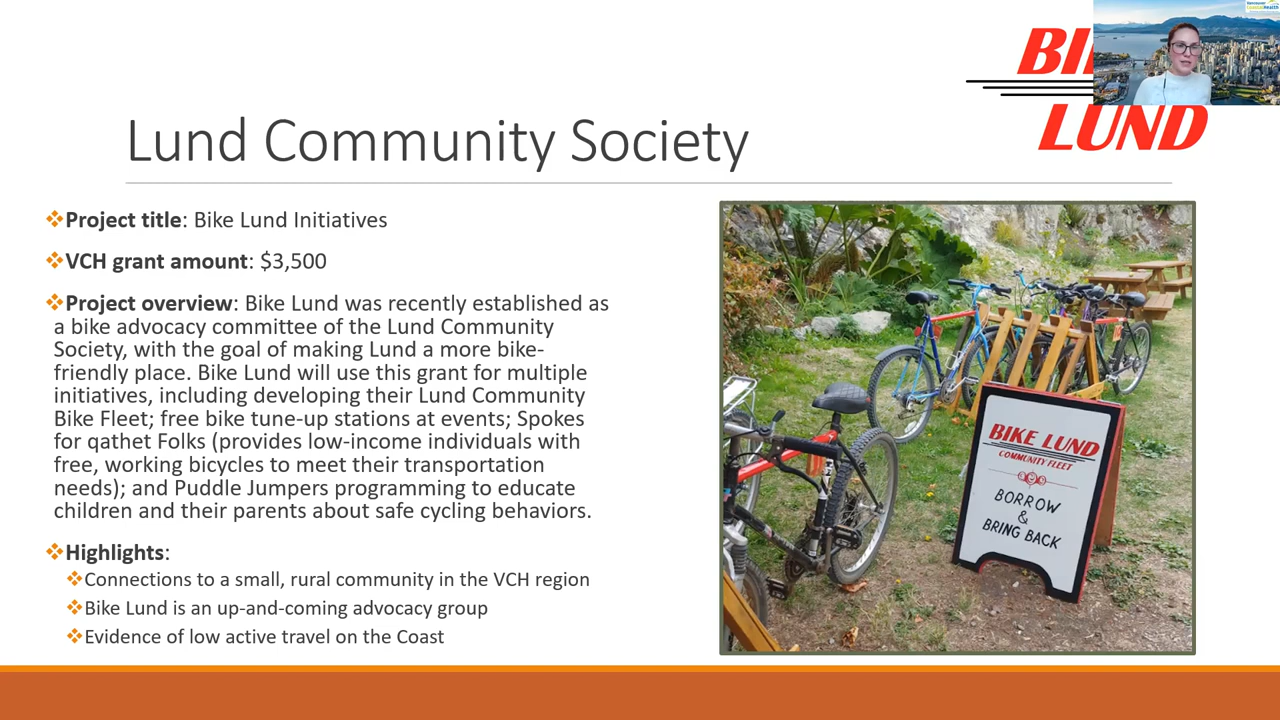 Vancouver
CoastalHealth
BI
LUND
Lund Community Society
❖Project title: Bike Lund Initiatives
❖VCH grant amount: $3,500
❖Project overview: Bike Lund was recently established as
a bike advocacy committee of the Lund Community
Society, with the goal of making Lund a more bike-
friendly place. Bike Lund will use this grant for multiple
initiatives, including developing their Lund Community
Bike Fleet; free bike tune-up stations at events; Spokes
for qathet Folks (provides low-income individuals with
free, working bicycles to meet their transportation
needs); and Puddle Jumpers programming to educate
children and their parents about safe cycling behaviors.
❖Highlights:
❖Connections to a small, rural community in the VCH region
❖Bike Lund is an up-and-coming advocacy group
❖Evidence of low active travel on the Coast
BIKE LUND
COMMUNITY FLEET
BORROW
&
BRING BACK